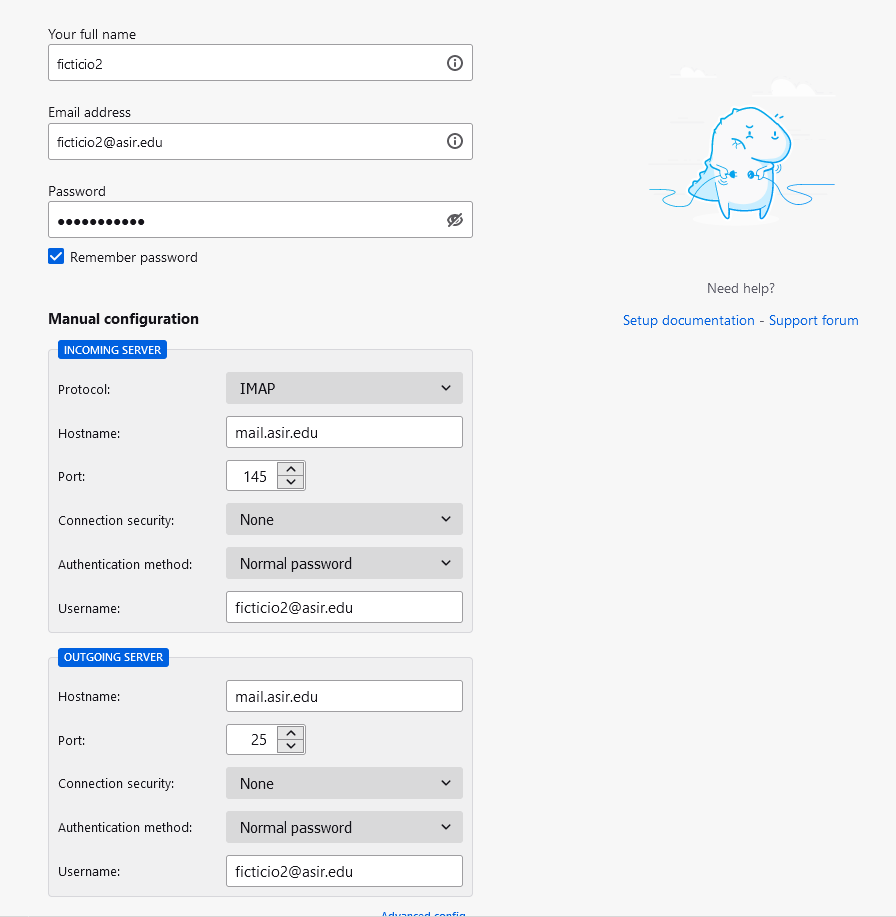 Your full name
ficticio2
Email address
ficticio2@asir.edu
Password
●●●●●●●●●●●
Remember password
Need help?
Setup documentation - Support forum
Manual configuration
INCOMING SERVER
Protocol: IMAP
Hostname: mail.asir.edu
Port: 145
Connection security: None
Authentication method: Normal password
Username: ficticio2@asir.edu
OUTGOING SERVER
Hostname: mail.asir.edu
Port: 25
Connection security: None
Authentication method: Normal password
Username: ficticio2@asir.edu
Advanced config